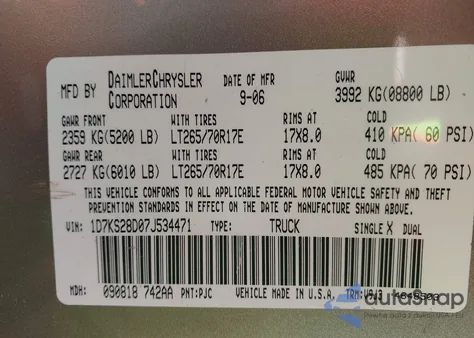 MFD BY DAIMLERCHRYSLER CORPORATION DATE OF MFR 9-06 GVWR 3992 KG(08800 LB)
GAWR FRONT WITH TIRES RIMS AT COLD
2359 KG(5200 LB) LT265/70R17E 17X8.0 410 KPA( 60 PSI)
GAWR REAR WITH TIRES RIMS AT COLD
2727 KG(6010 LB) LT265/70R17E 17X8.0 485 KPA( 70 PSI)
THIS VEHICLE CONFORMS TO ALL APPLICABLE FEDERAL MOTOR VEHICLE SAFETY AND THEFT
PREVENTION STANDARDS IN EFFECT ON THE DATE OF MANUFACTURE SHOWN ABOVE.
VIN: 1D7KS28D07J534471 TRUCK SINGLE X DUAL
MDH: 090818 742AA PNT:PJC VEHICLE MADE IN U.S.A. TRM:
autasnap